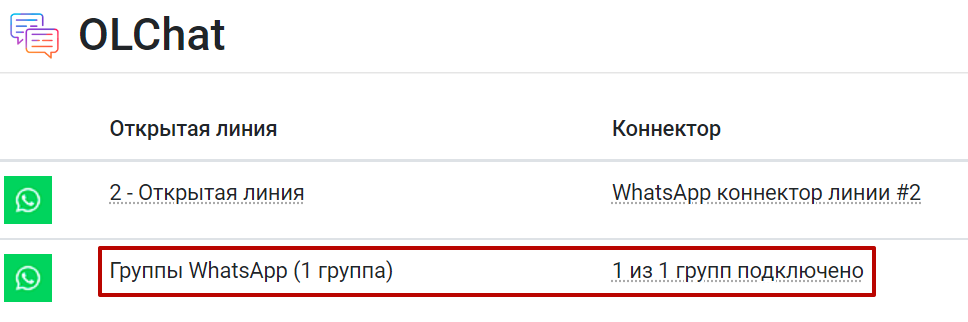 OLChat
Открытая линия Коннектор
2 - Открытая линия WhatsApp коннектор линии #2
Группы WhatsApp (1 группа) 1 из 1 групп подключено